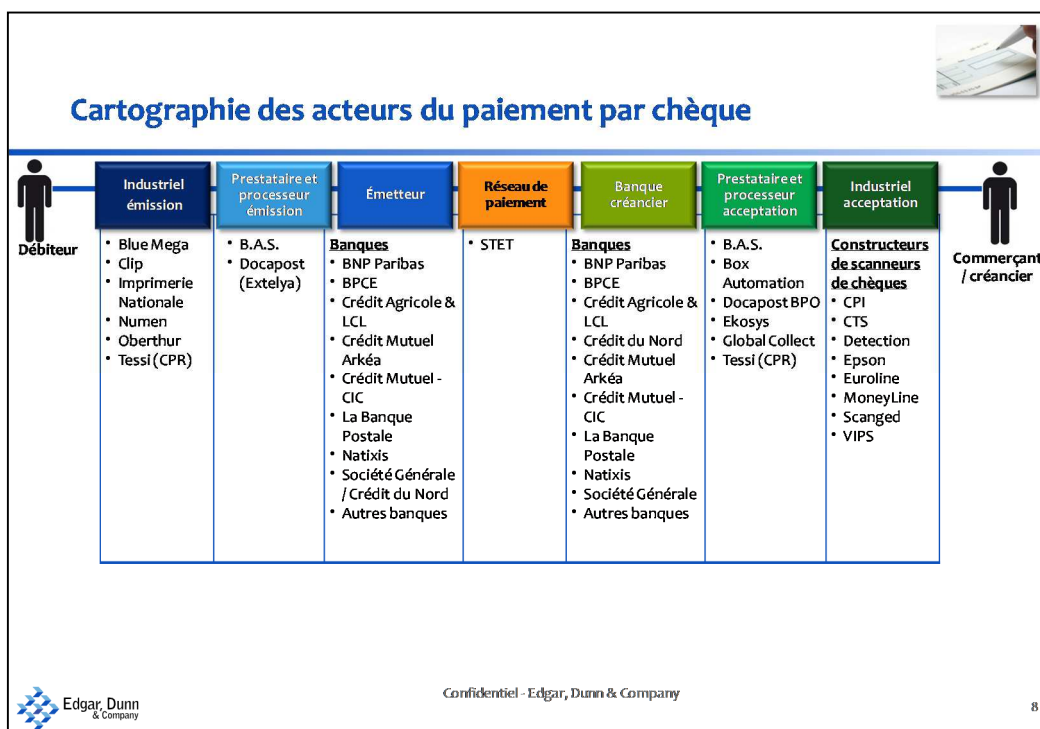 Cartographie des acteurs du paiement par chèque
Débiteur
Industriel
émission
• Blue Mega
• Clip
• Imprimerie
Nationale
• Numen
• Oberthur
• Tessi (CPR)
Prestataire et
processeur
émission
• B.A.S.
• Docapost
(Extelya)
Émetteur
Banques
• BNP Paribas
• BPCE
• Crédit Agricole &
LCL
• Crédit Mutuel
Arkéa
• Crédit Mutuel -
CIC
• La Banque
Postale
• Natixis
• Société Générale
/ Crédit du Nord
• Autres banques
Réseau de
paiement
• STET
Banque
créancier
Banques
• BNP Paribas
• BPCE
• Crédit Agricole &
LCL
• Crédit du Nord
• Crédit Mutuel
Arkéa
• Crédit Mutuel -
CIC
• La Banque
Postale
• Natixis
• Société Générale
• Autres banques
Prestataire et
processeur
acceptation
• B.A.S.
• Box
Automation
• Docapost BPO
• Ekosys
• Global Collect
• Tessi (CPR)
Industriel
acceptation
Constructeurs
de scanneurs
de chèques
• CPI
• CTS
• Detection
• Epson
• Euroline
• MoneyLine
• Scanged
• VIPS
Commerçant
/ créancier
Edgar, Dunn
& Company
Confidentiel - Edgar, Dunn & Company
8